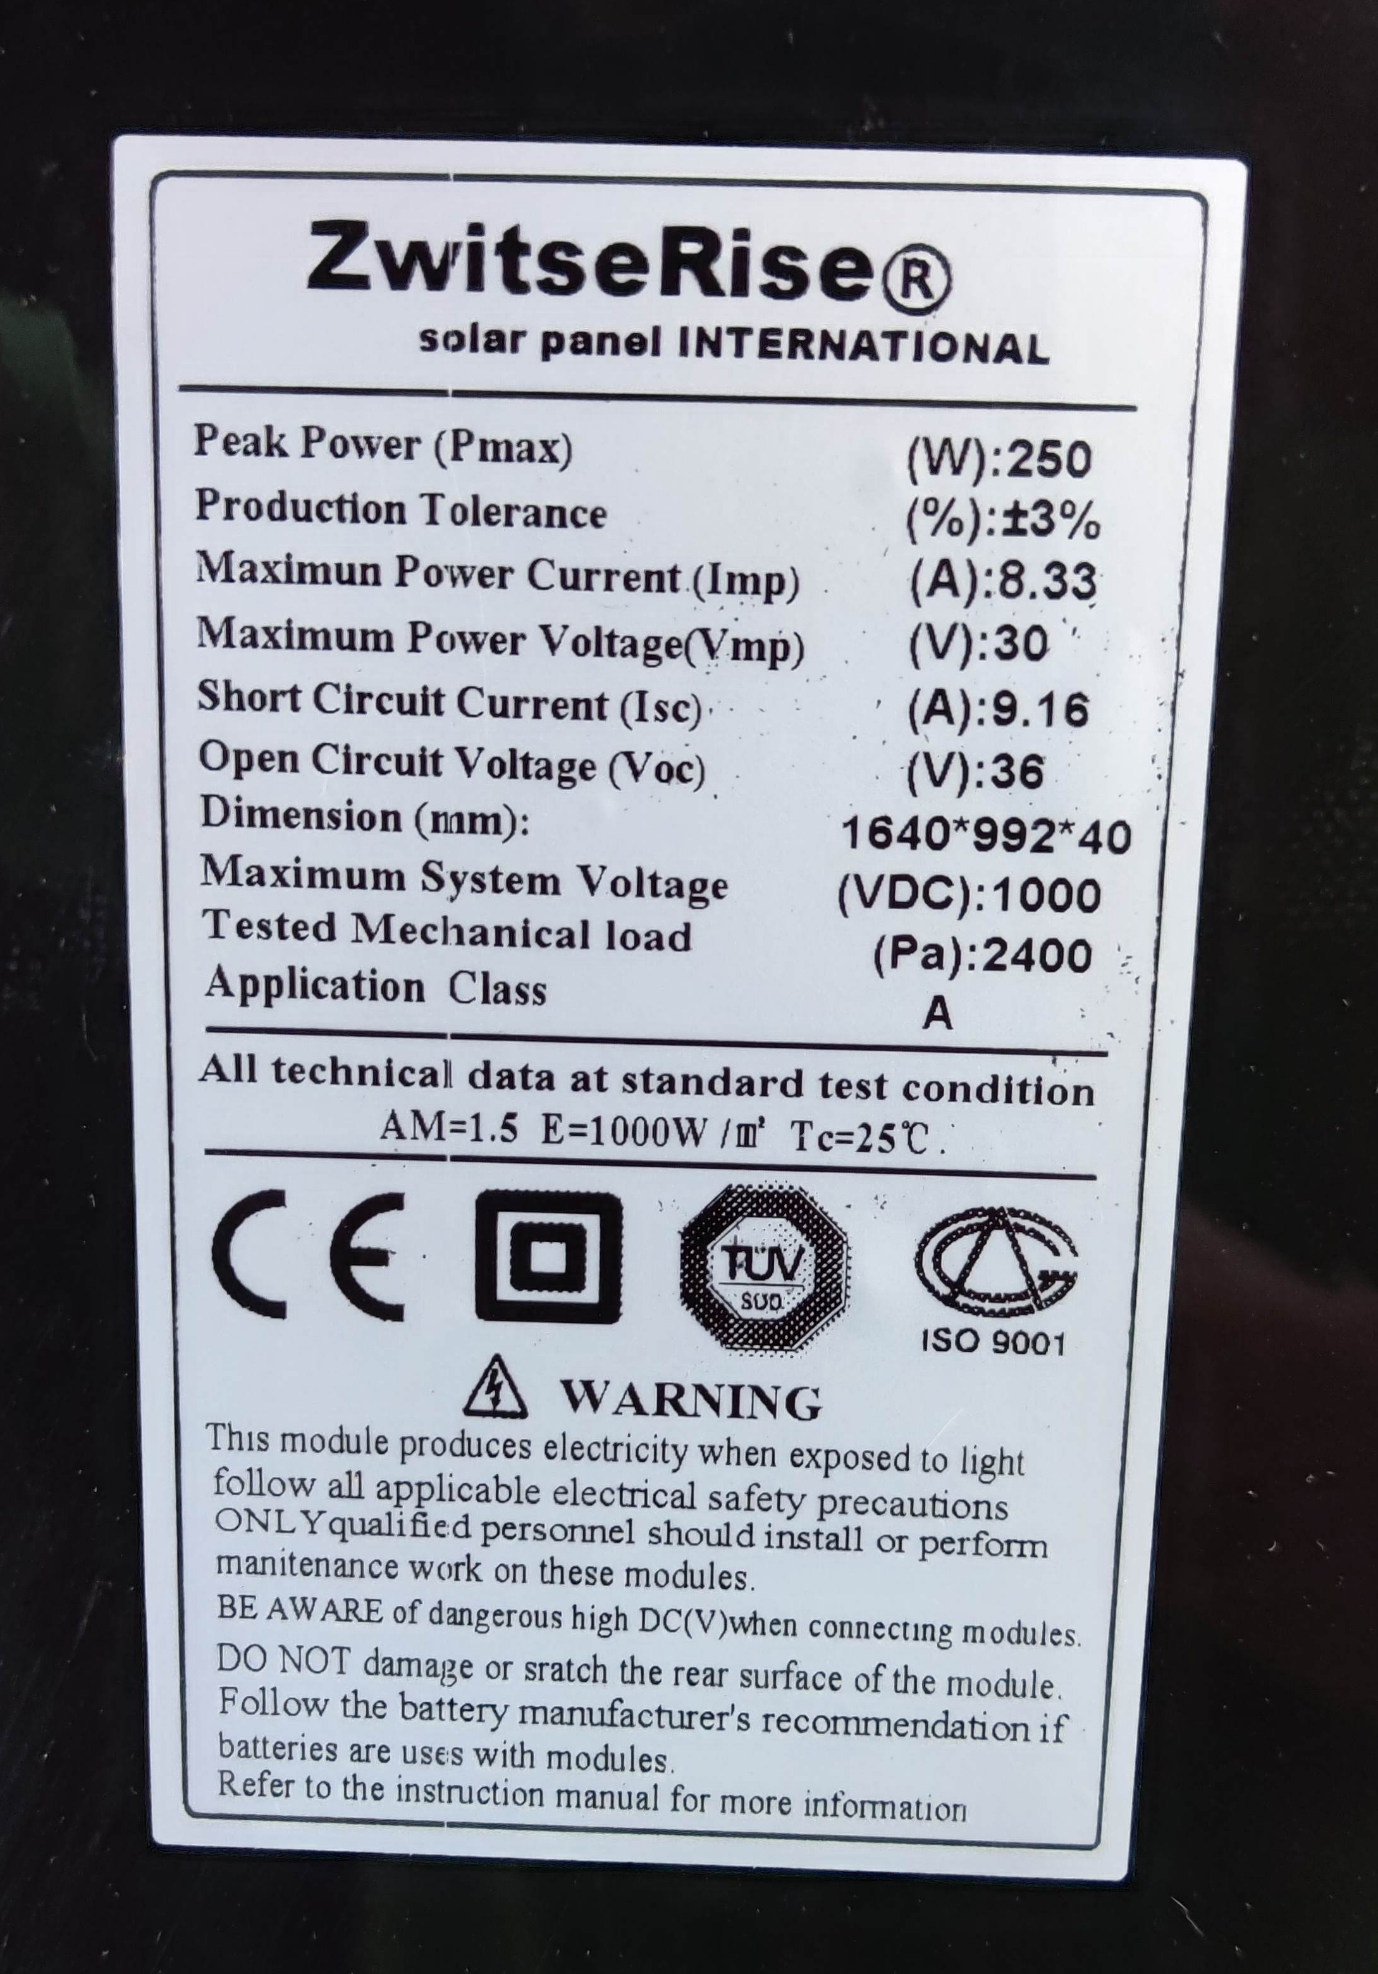 ZwitseRise®
solar panel INTERNATIONAL
Peak Power (Pmax) (W):250
Production Tolerance (%):±3%
Maximun Power Current (Imp) (A):8.33
Maximum Power Voltage(Vmp) (V):30
Short Circuit Current (Isc) (A):9.16
Open Circuit Voltage (Voc) (V):36
Dimension (mm): 1640*992*40
Maximum System Voltage (VDC):1000
Tested Mechanical load (Pa):2400
Application Class A
All technical data at standard test condition
AM=1.5 E=1000W/㎡ Tc=25℃.
CE TÜV SÜD
ISO 9001
WARNING
This module produces electricity when exposed to light
follow all applicable electrical safety precautions
ONLY qualified personnel should install or perform
manitenance work on these modules.
BE AWARE of dangerous high DC(V)when connecting modules.
DO NOT damage or sratch the rear surface of the module.
Follow the battery manufacturer's recommendation if
batteries are uses with modules.
Refer to the instruction manual for more information